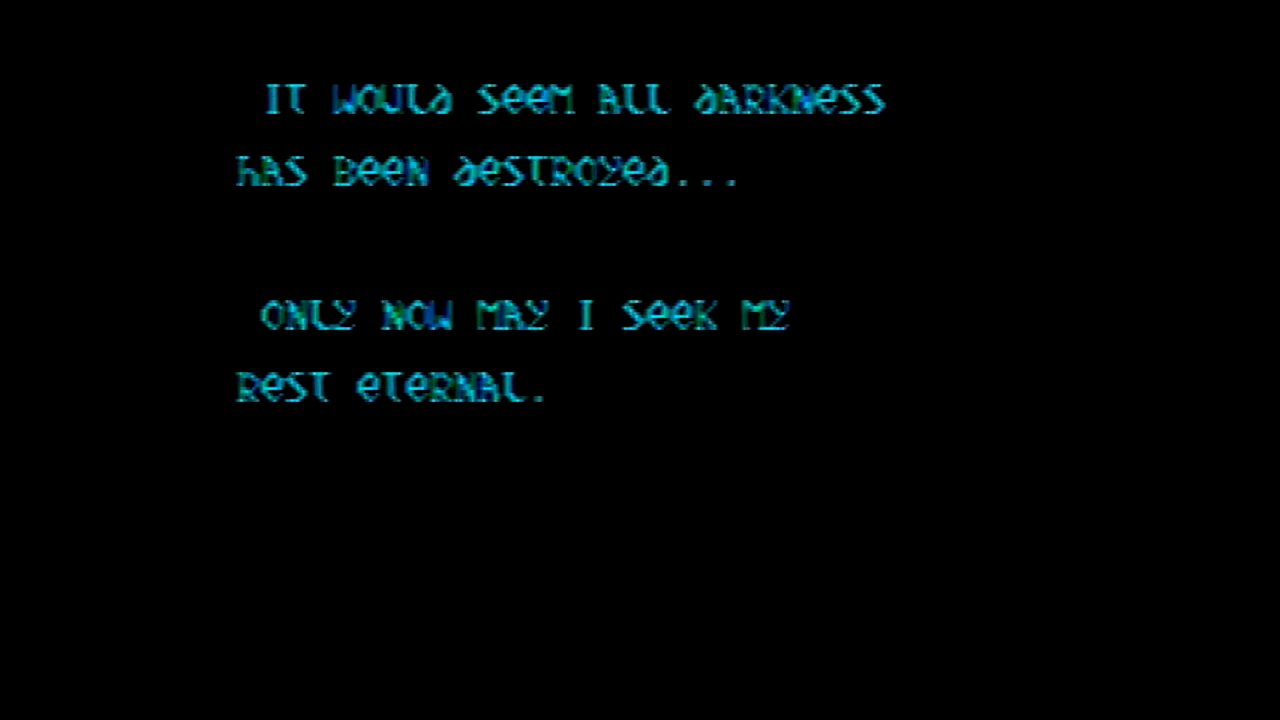 It would seem all darkness
has been destroyed...
Only now may I seek my
rest eternal.